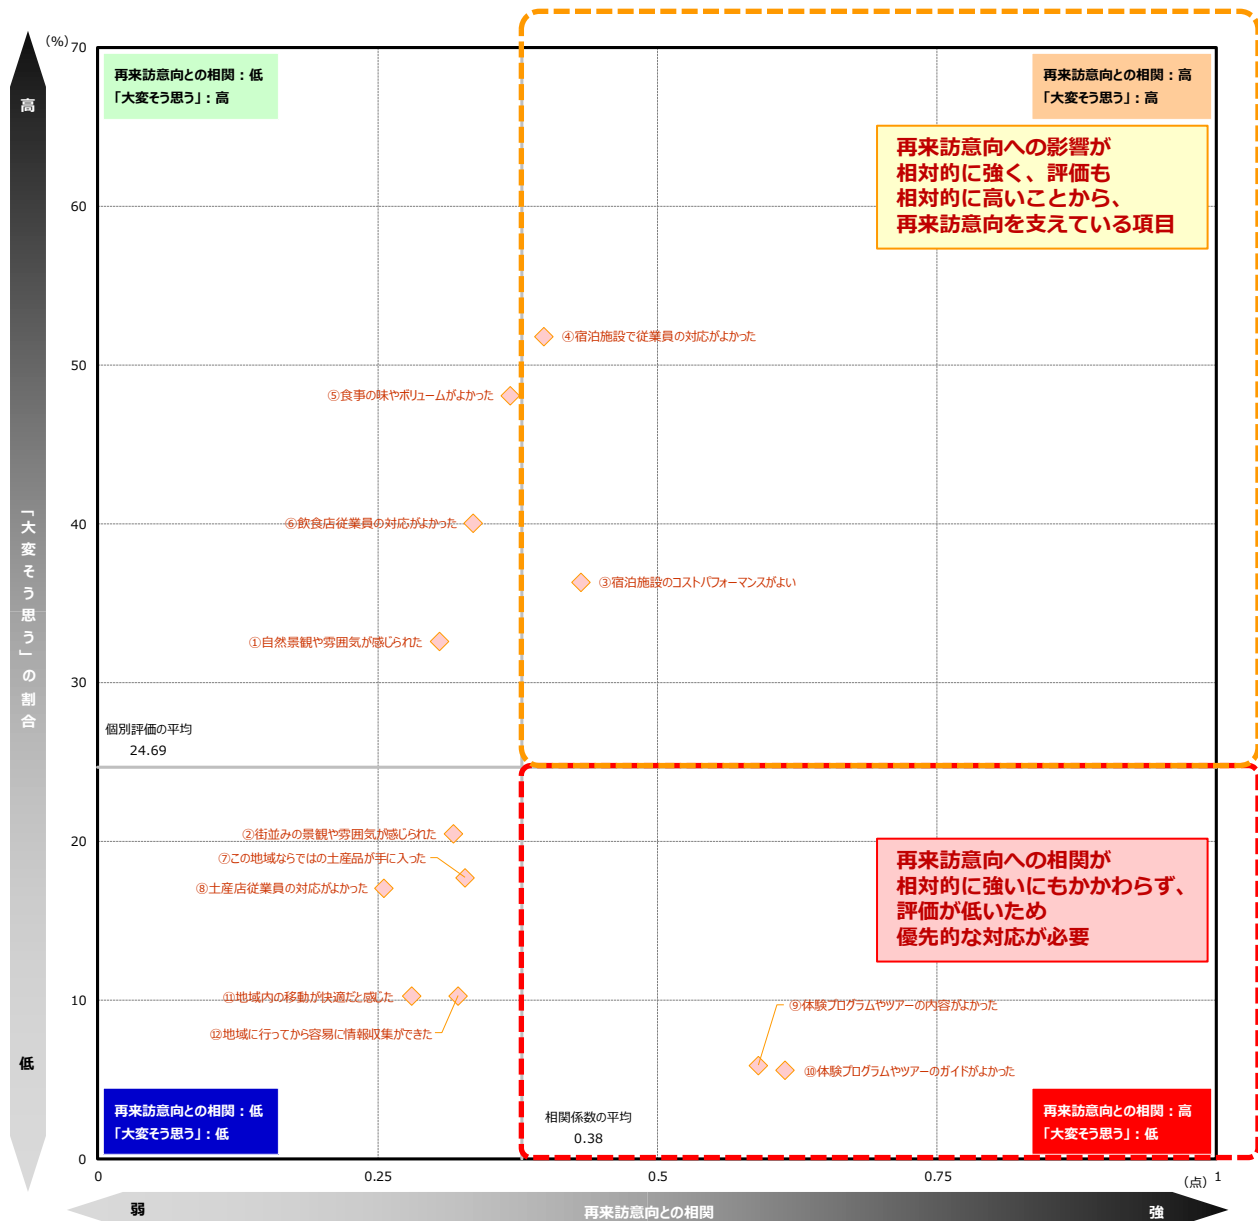 (%)
70
60
50
40
30
20
10
0
高
「大変そう思う」の割合
低
再来訪意向との相関：低
「大変そう思う」：高
再来訪意向との相関：高
「大変そう思う」：高
再来訪意向への影響が
相対的に強く、評価も
相対的に高いことから、
再来訪意向を支えている項目
④宿泊施設で従業員の対応がよかった
⑤食事の味やボリュームがよかった
⑥飲食店従業員の対応がよかった
③宿泊施設のコストパフォーマンスがよい
①自然景観や雰囲気が感じられた
個別評価の平均
24.69
②街並みの景観や雰囲気が感じられた
⑦この地域ならではの土産品が手に入った
⑧土産店従業員の対応がよかった
再来訪意向への相関が
相対的に強いにもかかわらず、
評価が低いため
優先的な対応が必要
⑪地域内の移動が快適だと感じた
⑫地域に行ってから容易に情報収集ができた
⑨体験プログラムやツアーの内容がよかった
⑩体験プログラムやツアーのガイドがよかった
再来訪意向との相関：低
「大変そう思う」：低
相関係数の平均
0.38
再来訪意向との相関：高
「大変そう思う」：低
0
0.25
0.5
0.75
(点)
1
弱
再来訪意向との相関
強